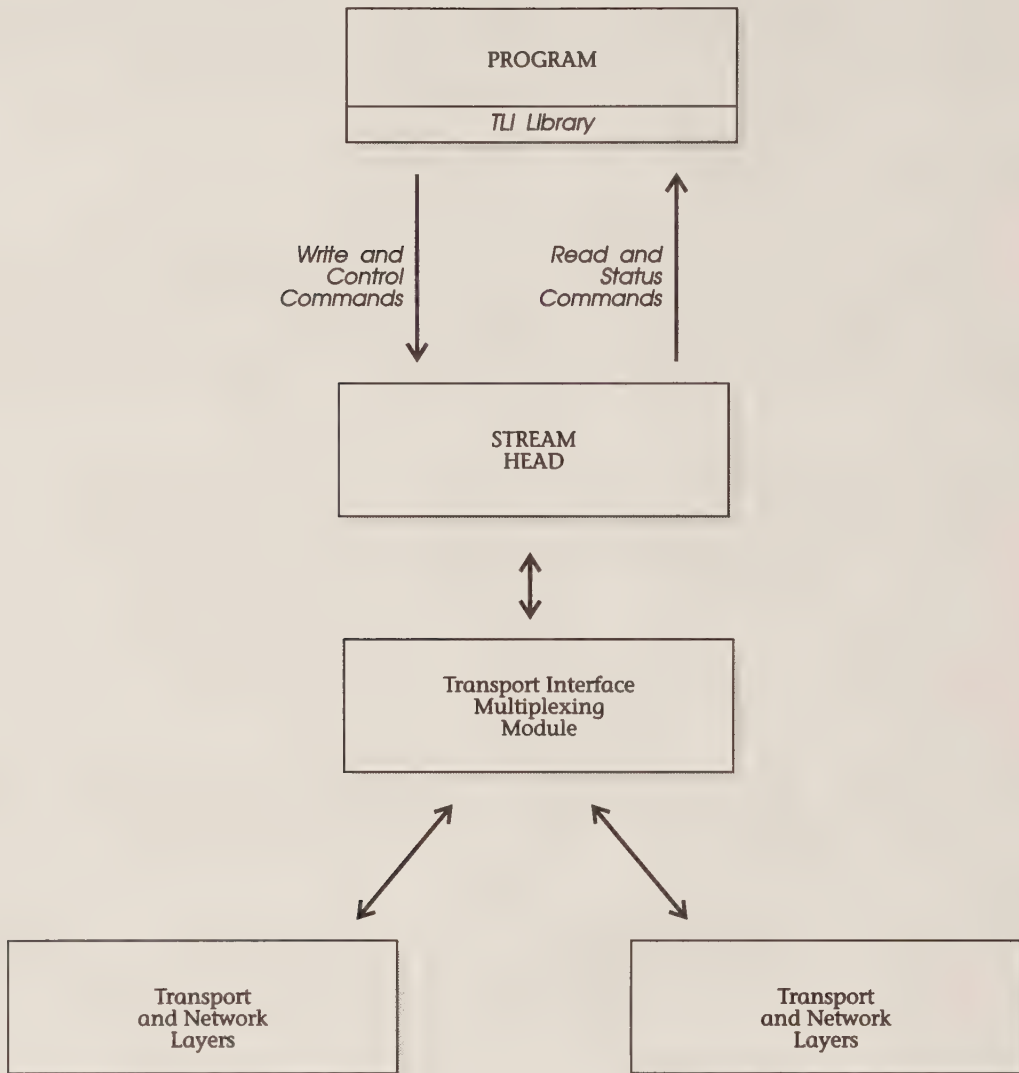 PROGRAM
TLI Library
Write and
Control
Commands
Read and
Status
Commands
STREAM
HEAD
Transport Interface
Multiplexing
Module
Transport
and Network
Layers
Transport
and Network
Layers